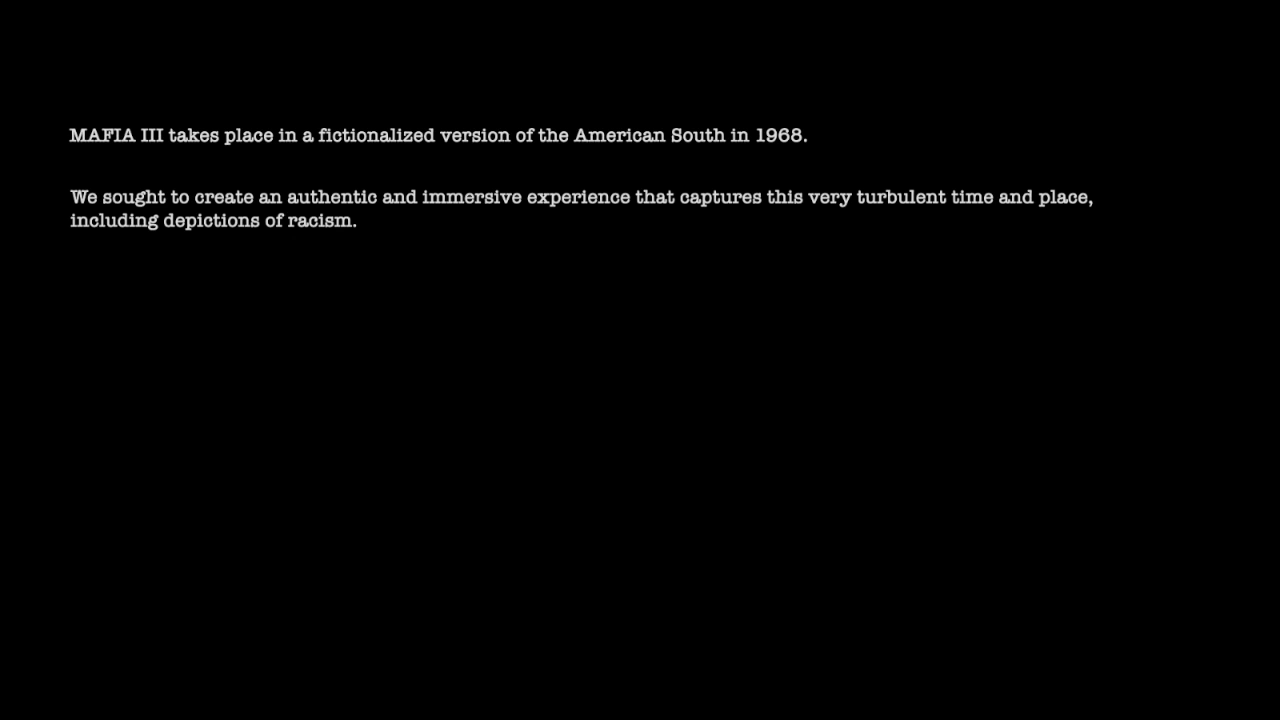 MAFIA III takes place in a fictionalized version of the American South in 1968.
We sought to create an authentic and immersive experience that captures this very turbulent time and place,
including depictions of racism.